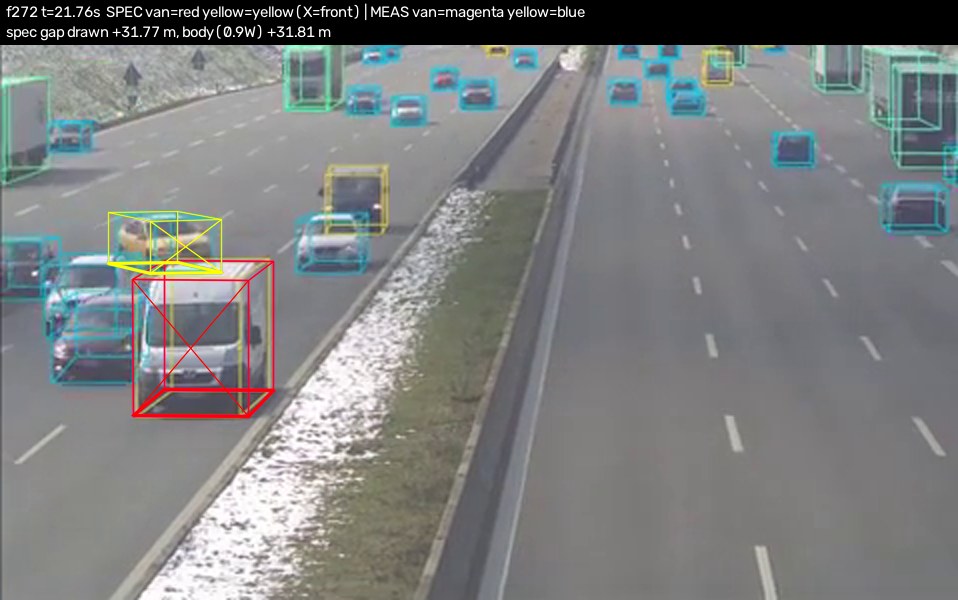 f272 t=21.76s SPEC van=red yellow=yellow(X=front) | MEAS van=magenta yellow=blue
spec gap drawn +31.77 m, body(0.9W) +31.81 m